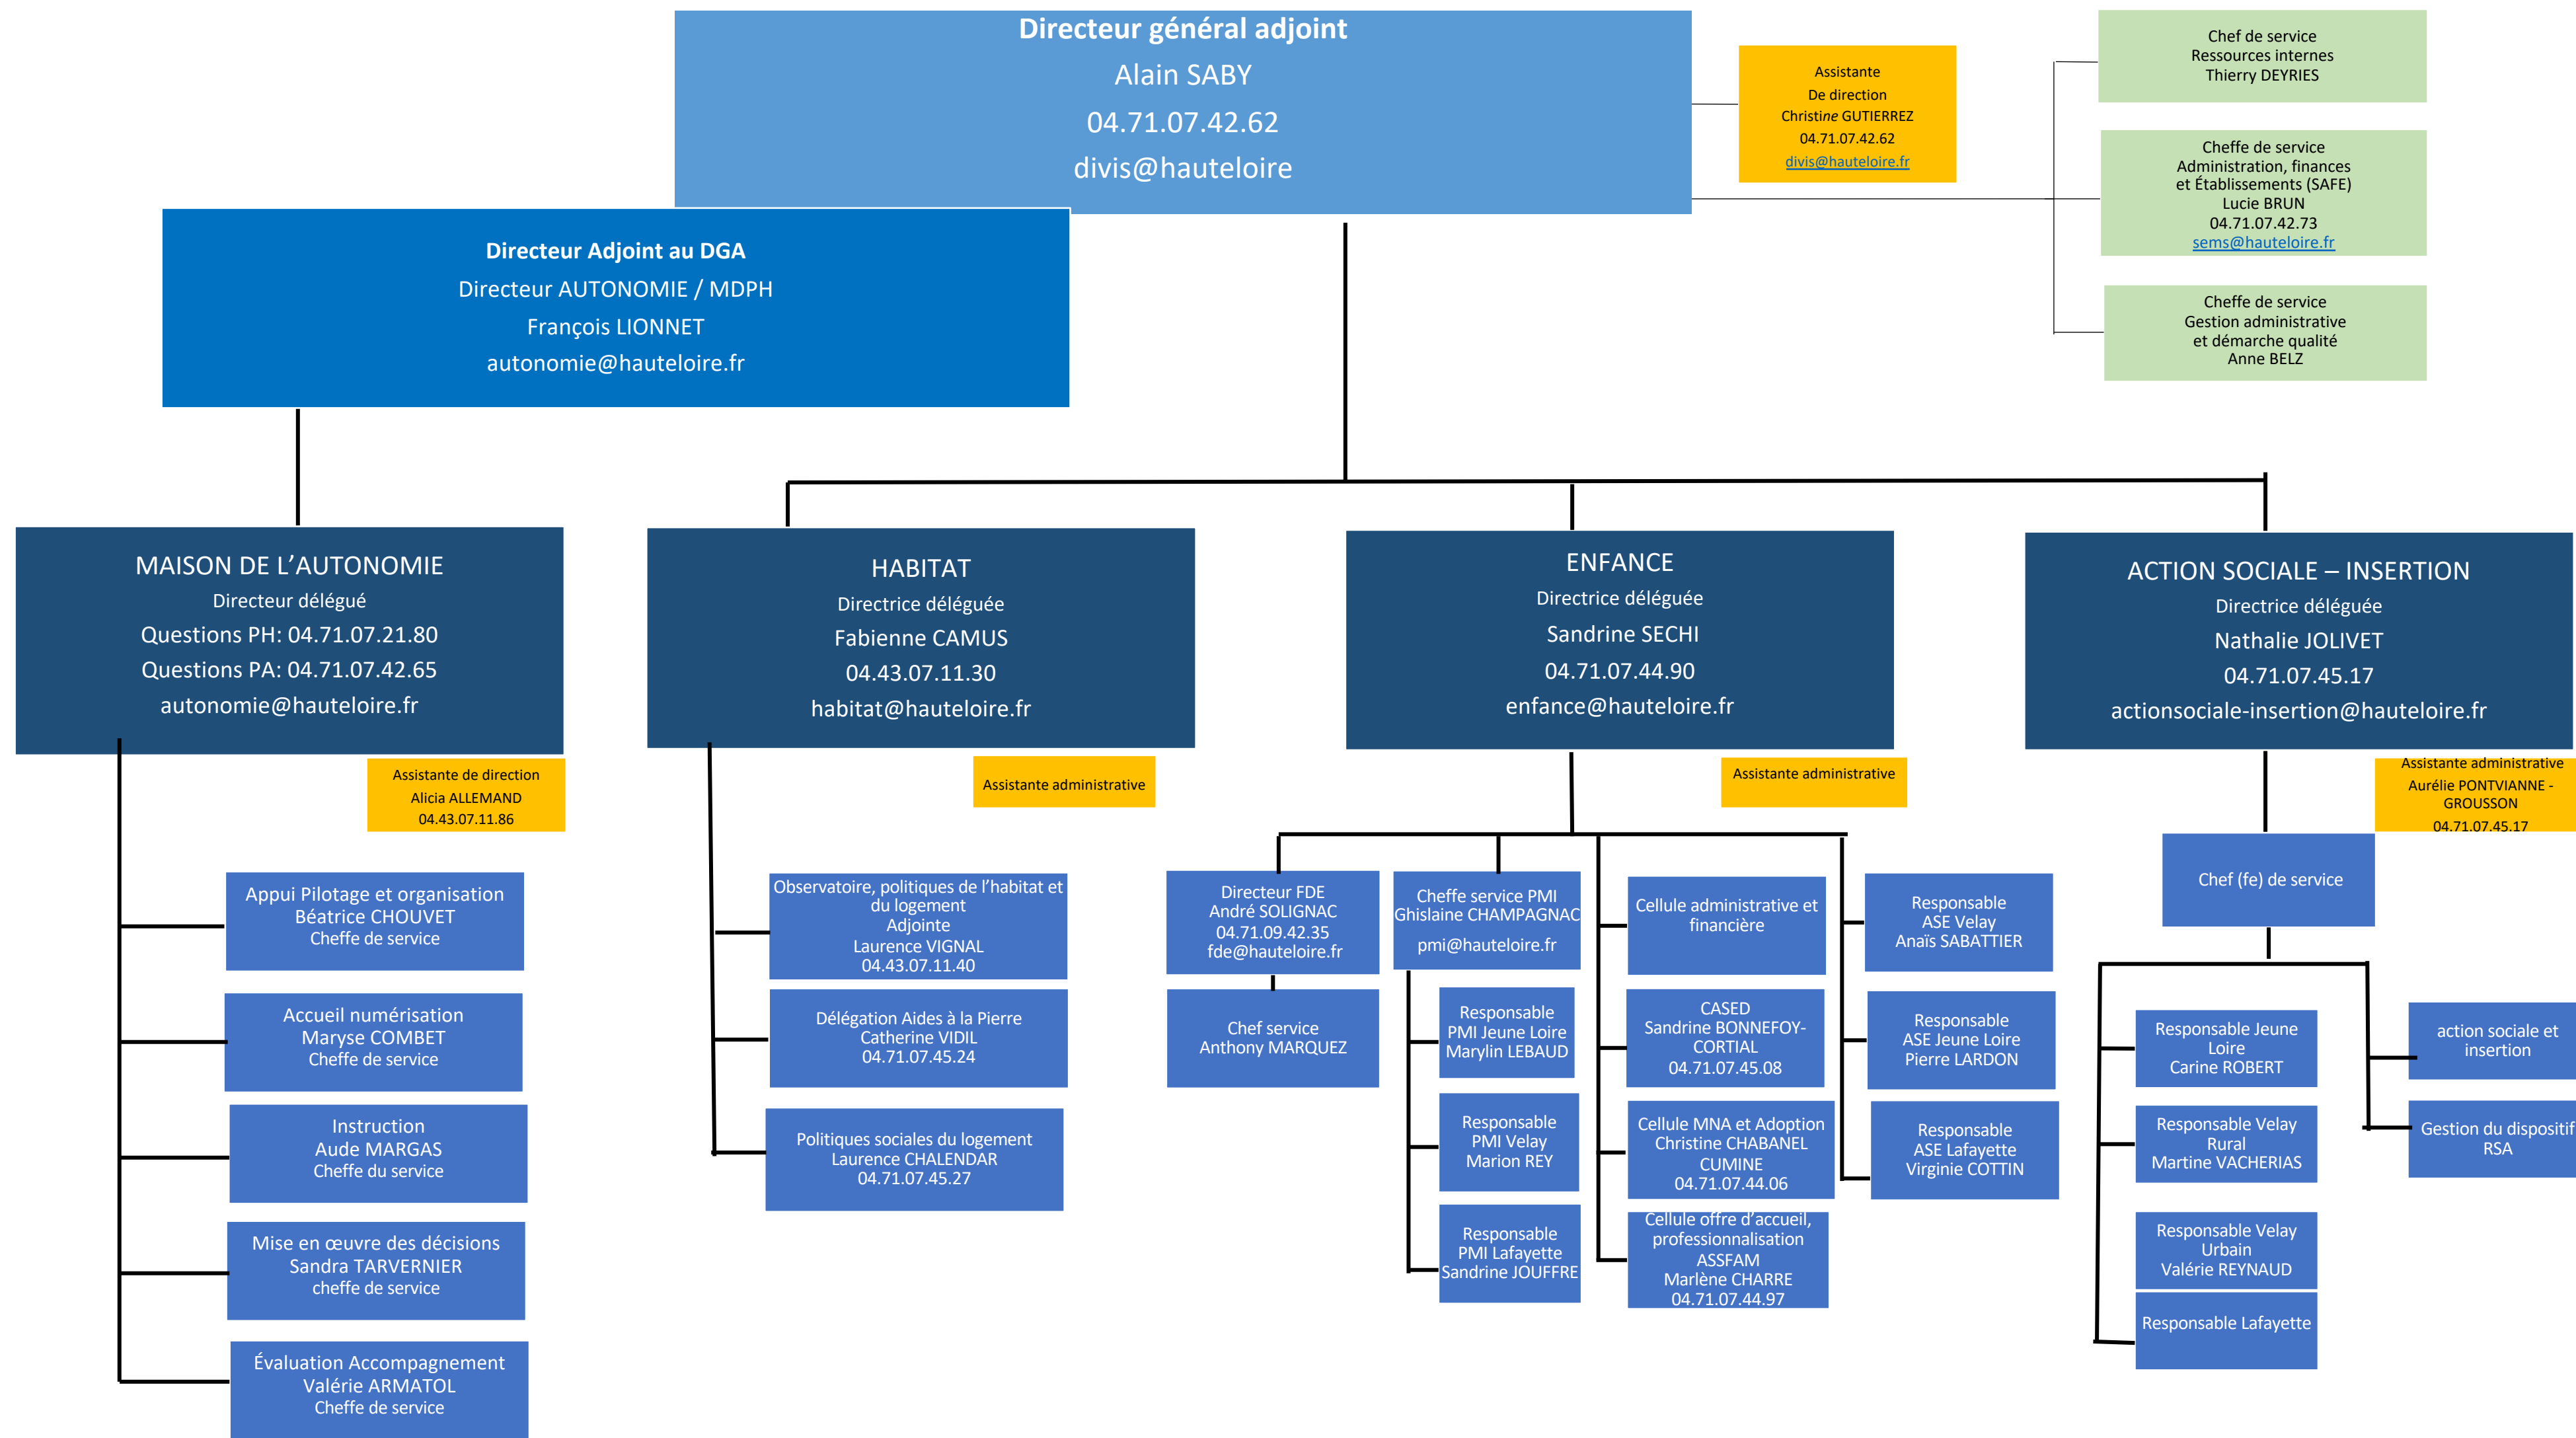 Directeur général adjoint
Alain SABY
04.71.07.42.62
divis@hauteloire
Assistante
De direction
Christine GUTIERREZ
04.71.07.42.62
divis@hauteloire.fr
Chef de service
Ressources internes
Thierry DEYRIES
Cheffe de service
Administration, finances
et Établissements (SAFE)
Lucie BRUN
04.71.07.42.73
sems@hauteloire.fr
Cheffe de service
Gestion administrative
et démarche qualité
Anne BELZ
Directeur Adjoint au DGA
Directeur AUTONOMIE / MDPH
François LIONNET
autonomie@hauteloire.fr
MAISON DE L'AUTONOMIE
Directeur délégué
Questions PH: 04.71.07.21.80
Questions PA: 04.71.07.42.65
autonomie@hauteloire.fr
Assistante de direction
Alicia ALLEMAND
04.43.07.11.86
Appui Pilotage et organisation
Béatrice CHOUVET
Cheffe de service
Accueil numérisation
Maryse COMBET
Cheffe de service
Instruction
Aude MARGAS
Cheffe du service
Mise en œuvre des décisions
Sandra TARVERNIER
cheffe de service
Évaluation Accompagnement
Valérie ARMATOL
Cheffe de service
HABITAT
Directrice déléguée
Fabienne CAMUS
04.43.07.11.30
habitat@hauteloire.fr
Assistante administrative
Observatoire, politiques de l'habitat et
du logement
Adjointe
Laurence VIGNAL
04.43.07.11.40
Délégation Aides à la Pierre
Catherine VIDIL
04.71.07.45.24
Politiques sociales du logement
Laurence CHALENDAR
04.71.07.45.27
ENFANCE
Directrice déléguée
Sandrine SECHI
04.71.07.44.90
enfance@hauteloire.fr
Assistante administrative
Directeur FDE
André SOLIGNAC
04.71.09.42.35
fde@hauteloire.fr
Chef service
Anthony MARQUEZ
Cheffe service PMI
Ghislaine CHAMPAGNAC
pmi@hauteloire.fr
Responsable
PMI Jeune Loire
Marylin LEBAUD
Responsable
PMI Velay
Marion REY
Responsable
PMI Lafayette
Sandrine JOUFFRE
Cellule administrative et
financière
CASED
Sandrine BONNEFOY-
CORTIAL
04.71.07.45.08
Cellule MNA et Adoption
Christine CHABANEL
CUMINE
04.71.07.44.06
Cellule offre d'accueil,
professionnalisation
ASSFAM
Marlène CHARRE
04.71.07.44.97
Responsable
ASE Velay
Anaïs SABATTIER
Responsable
ASE Jeune Loire
Pierre LARDON
Responsable
ASE Lafayette
Virginie COTTIN
ACTION SOCIALE – INSERTION
Directrice déléguée
Nathalie JOLIVET
04.71.07.45.17
actionsociale-insertion@hauteloire.fr
Assistante administrative
Aurélie PONTVIANNE -
GROUSSON
04.71.07.45.17
Chef (fe) de service
Responsable Jeune
Loire
Carine ROBERT
Responsable Velay
Rural
Martine VACHERIAS
Responsable Velay
Urbain
Valérie REYNAUD
Responsable Lafayette
action sociale et
insertion
Gestion du dispositif
RSA